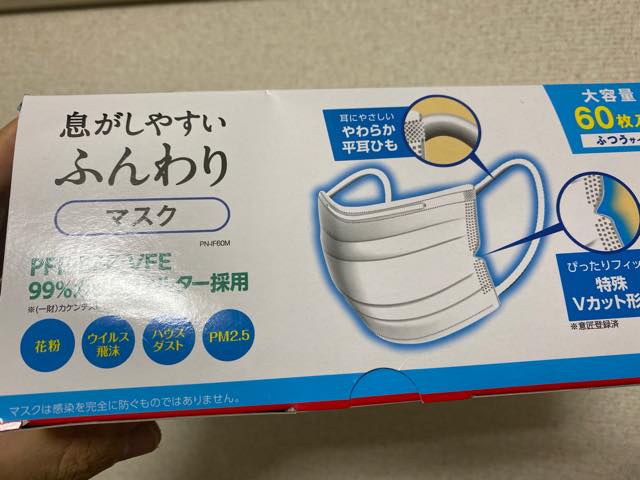 息がしやすい
ふんわり
マスク
PN-IF60M
VFE
99%
ター採用
※(一財)カケンテス
花粉
ウイルス
飛沫
ハウス
ダスト
PM2.5
マスクは感染を完全に防ぐものではありません。
耳にやさしい
やわらか
平耳ひも
大容量
60枚入
ふつうサイ
ぴったりフィッ
特殊
Vカット形
※意匠登録済